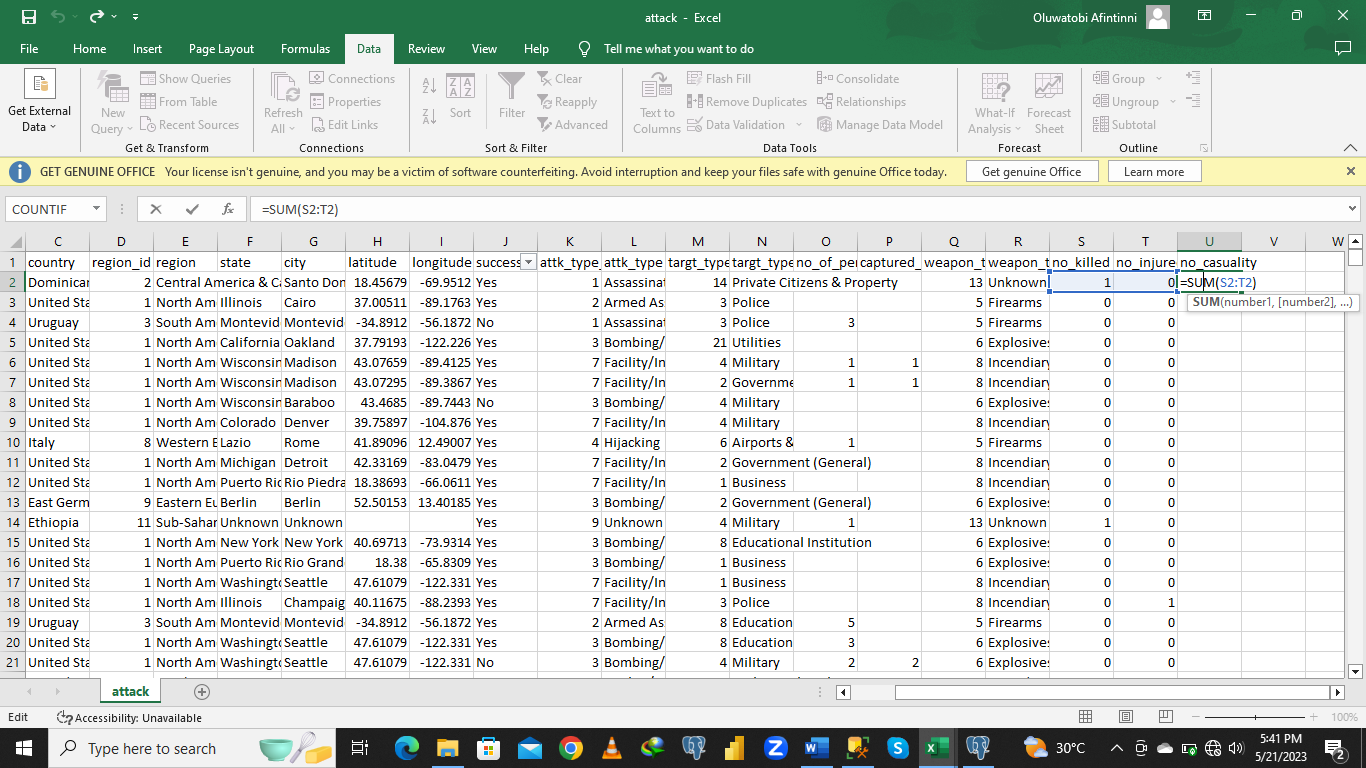 attack - Excel
Oluwatobi Afintinni
File Home Insert Page Layout Formulas Data Review View Help Tell me what you want to do
Get External Data
New Query
Show Queries
From Table
Recent Sources
Get & Transform
Refresh All
Connections
Properties
Edit Links
Connections
Sort
Filter
Clear
Reapply
Advanced
Sort & Filter
Text to Columns
Flash Fill
Remove Duplicates
Data Validation
Consolidate
Relationships
Manage Data Model
Data Tools
What-If Analysis
Forecast Sheet
Forecast
Group
Ungroup
Subtotal
Outline
GET GENUINE OFFICE Your license isn't genuine, and you may be a victim of software counterfeiting. Avoid interruption and keep your files safe with genuine Office today. Get genuine Office Learn more
COUNTIF fx =SUM(S2:T2)
C D E F G H I J K L M N O P Q R S T U V W
1 country region_id region state city latitude longitude success attk_type_ attk_type targt_type targt_type no_of_pe captured_ weapon_t weapon_t no_killed no_injure no_casuality
2 Dominican 2 Central America & Ca Santo Don 18.45679 -69.9512 Yes 1 Assassinat 14 Private Citizens & Property 13 Unknown 1 0 =SUM(S2:T2)
SUM(number1, [number2], ...)
3 United Sta 1 North Am Illinois Cairo 37.00511 -89.1763 Yes 2 Armed As 3 Police 5 Firearms 0 0
4 Uruguay 3 South Am Montevid Montevid -34.8912 -56.1872 No 1 Assassinat 3 Police 3 5 Firearms 0 0
5 United Sta 1 North Am California Oakland 37.79193 -122.226 Yes 3 Bombing/ 21 Utilities 6 Explosives 0 0
6 United Sta 1 North Am Wisconsin Madison 43.07659 -89.4125 Yes 7 Facility/In 4 Military 1 1 8 Incendiary 0 0
7 United Sta 1 North Am Wisconsin Madison 43.07295 -89.3867 Yes 7 Facility/In 2 Governme 1 1 8 Incendiary 0 0
8 United Sta 1 North Am Wisconsin Baraboo 43.4685 -89.7443 No 3 Bombing/ 4 Military 6 Explosives 0 0
9 United Sta 1 North Am Colorado Denver 39.75897 -104.876 Yes 7 Facility/In 4 Military 8 Incendiary 0 0
10 Italy 8 Western E Lazio Rome 41.89096 12.49007 Yes 4 Hijacking 6 Airports & 1 5 Firearms 0 0
11 United Sta 1 North Am Michigan Detroit 42.33169 -83.0479 Yes 7 Facility/In 2 Government (General) 8 Incendiary 0 0
12 United Sta 1 North Am Puerto Ric Rio Piedra 18.38693 -66.0611 Yes 7 Facility/In 1 Business 8 Incendiary 0 0
13 East Germ 9 Eastern Eu Berlin Berlin 52.50153 13.40185 Yes 3 Bombing/ 2 Government (General) 6 Explosives 0 0
14 Ethiopia 11 Sub-Sahar Unknown Unknown Yes 9 Unknown 4 Military 1 13 Unknown 1 0
15 United Sta 1 North Am New York New York 40.69713 -73.9314 Yes 3 Bombing/ 8 Educational Institution 6 Explosives 0 0
16 United Sta 1 North Am Puerto Ric Rio Grand 18.38 -65.8309 Yes 3 Bombing/ 1 Business 6 Explosives 0 0
17 United Sta 1 North Am Washingto Seattle 47.61079 -122.331 Yes 7 Facility/In 1 Business 8 Incendiary 0 0
18 United Sta 1 North Am Illinois Champaig 40.11675 -88.2393 Yes 7 Facility/In 3 Police 8 Incendiary 0 1
19 Uruguay 3 South Am Montevid Montevid -34.8912 -56.1872 Yes 2 Armed As 8 Education 5 5 Firearms 0 0
20 United Sta 1 North Am Washingto Seattle 47.61079 -122.331 Yes 3 Bombing/ 8 Education 3 6 Explosives 0 0
21 United Sta 1 North Am Washingto Seattle 47.61079 -122.331 No 3 Bombing/ 4 Military 2 2 6 Explosives 0 0
attack
Edit Accessibility: Unavailable 100%
Type here to search
30°C
5:41 PM
5/21/2023
2